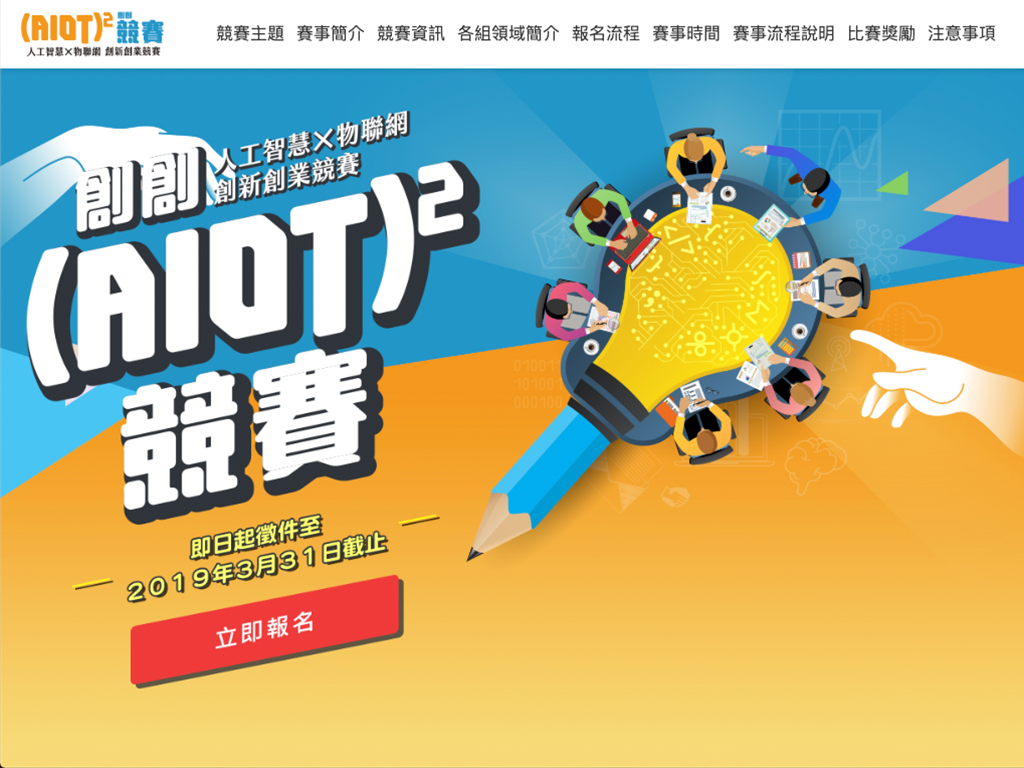 (AIOT)² 創創 競賽
人工智慧X物聯網 創新創業競賽
競賽主題 賽事簡介 競賽資訊 各組領域簡介 報名流程 賽事時間 賽事流程說明 比賽獎勵 注意事項
創創 人工智慧X物聯網
創新創業競賽
(AIOT)²
競賽
即日起徵件至
2019年3月31日截止
立即報名